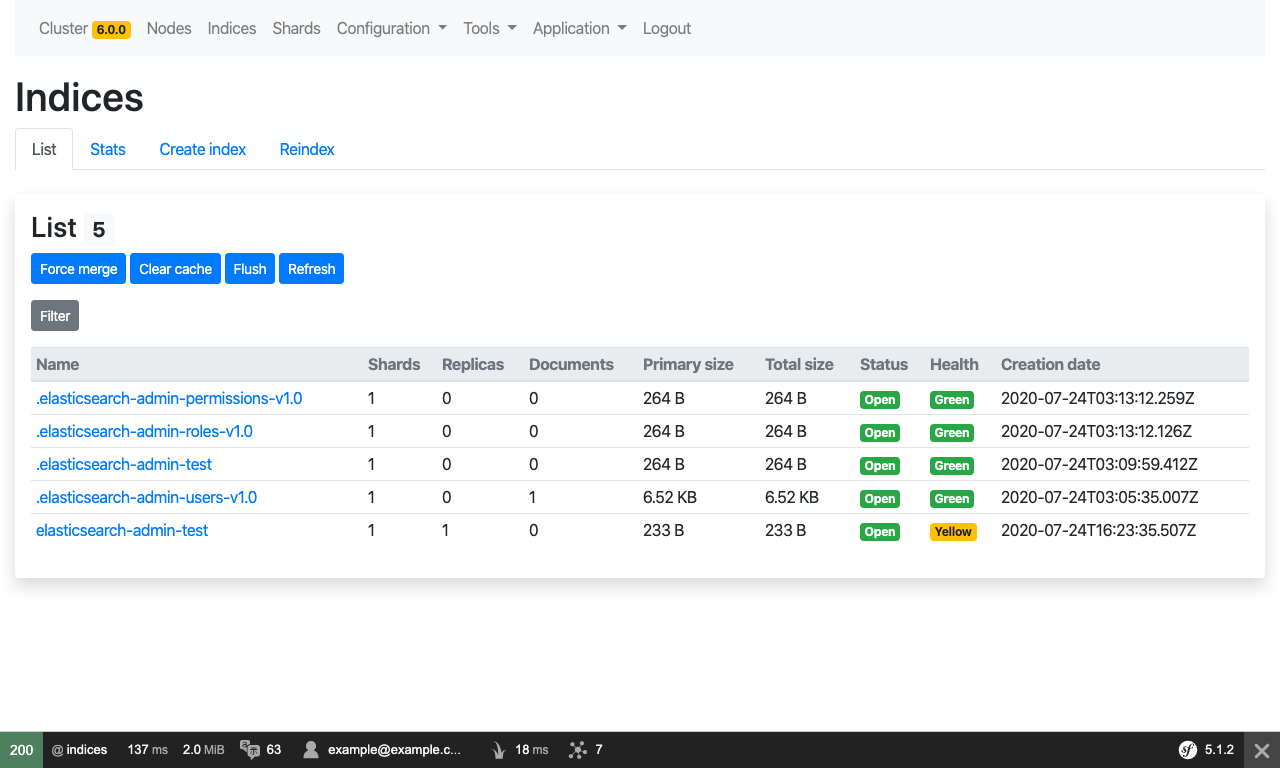 Cluster 6.0.0 Nodes Indices Shards Configuration Tools Application Logout
Indices
List Stats Create index Reindex
List 5
Force merge Clear cache Flush Refresh
Filter
Name Shards Replicas Documents Primary size Total size Status Health Creation date
.elasticsearch-admin-permissions-v1.0 1 0 0 264 B 264 B Open Green 2020-07-24T03:13:12.259Z
.elasticsearch-admin-roles-v1.0 1 0 0 264 B 264 B Open Green 2020-07-24T03:13:12.126Z
.elasticsearch-admin-test 1 0 0 264 B 264 B Open Green 2020-07-24T03:09:59.412Z
.elasticsearch-admin-users-v1.0 1 0 1 6.52 KB 6.52 KB Open Green 2020-07-24T03:05:35.007Z
elasticsearch-admin-test 1 1 0 233 B 233 B Open Yellow 2020-07-24T16:23:35.507Z
200 @ indices 137 ms 2.0 MiB 63 example@example.c... 18 ms 7 sf 5.1.2